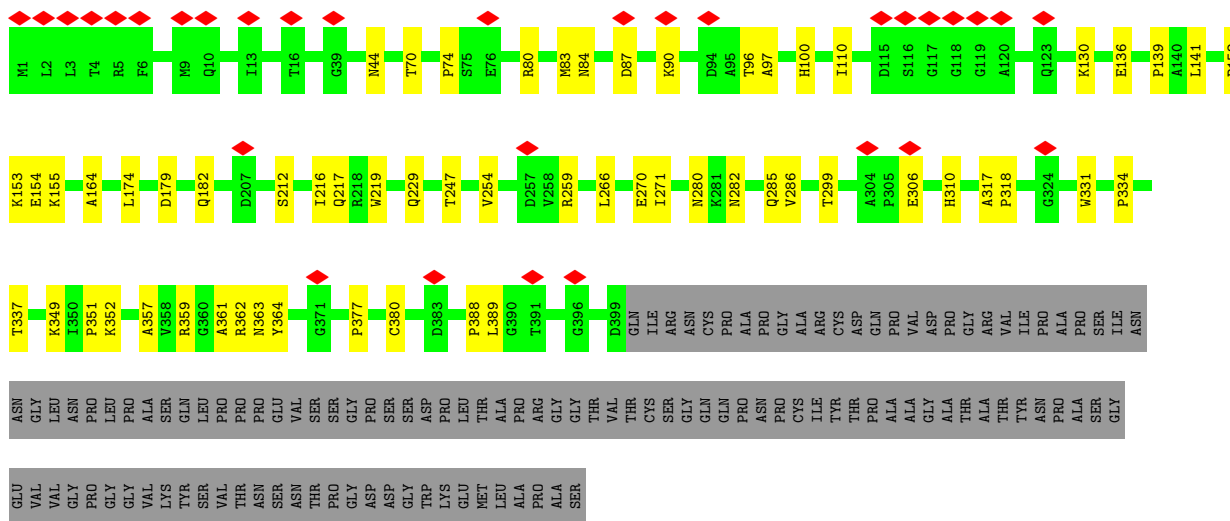 M1 L2 L3 T4 R5 F6 M9 Q10 I13 T16 G39 N44 T70 P74 S75 E76 R80 M83 N84 D87 K90 D94 A95 T96 A97 H100 I110 D115 S116 G117 G118 G119 A120 Q123 K130 E136 P139 A140 L141
K153 E154 K155 A164 L174 D179 Q182 D207 S212 I216 Q217 R218 W219 Q229 T247 V254 D257 V258 R259 L266 E270 I271 N280 K281 N282 Q285 V286 T299 A304 P305 E306 H310 A317 P318 G324 W331 P334
T337 K349 I350 P351 K352 A357 V358 R359 G360 A361 R362 N363 Y364 G371 P377 C380 D383 P388 L389 G390 T391 G396 D399 GLN ILE ARG ASN CYS PRO ALA PRO GLY ALA ARG CYS ASP GLN PRO VAL ASP PRO GLY ARG VAL ILE PRO ALA PRO SER ILE ASN
ASN GLY LEU ASN PRO LEU PRO ALA SER GLN LEU PRO PRO PRO GLU VAL SER SER GLY PRO SER SER ASP PRO LEU THR ALA PRO ARG GLY GLY THR VAL THR CYS SER GLY GLN GLN PRO ASN PRO CYS ILE TYR THR PRO ALA ALA GLY ALA THR ALA THR TYR ASN PRO ALA SER GLY
GLU VAL VAL GLY PRO GLY GLY VAL LYS TYR SER VAL THR ASN SER ASN THR PRO GLY ASP ASP GLY TRP LYS GLU MET LEU ALA PRO ALA SER